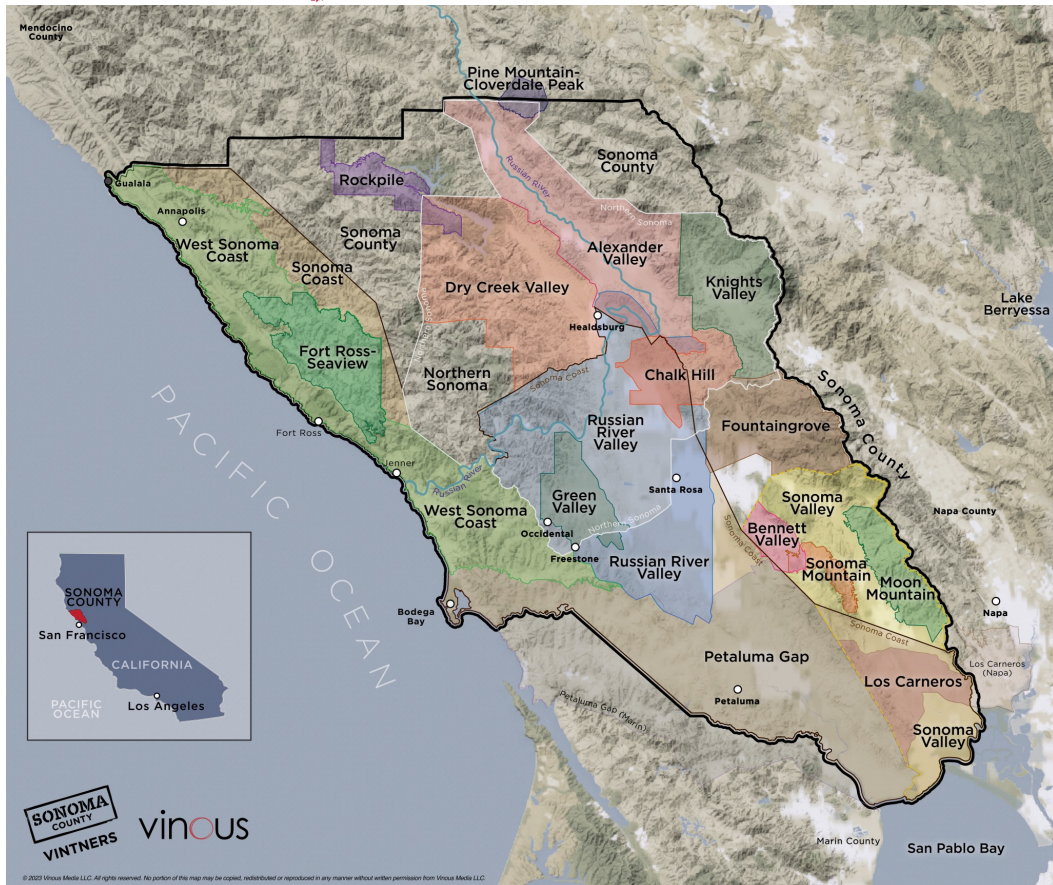 Mendocino
County
Pine Mountain-
Cloverdale Peak
Sonoma
County
Russian River
Rockpile
Gualala
Annapolis
Northern Sonoma
West Sonoma
Coast
Sonoma
County
Alexander
Valley
Sonoma
Coast
Dry Creek Valley
Knights
Valley
Lake
Berryessa
Northern Sonoma
Healdsburg
Fort Ross-
Seaview
Northern
Sonoma
Sonoma Coast
Chalk Hill
Sonoma County
PACIFIC OCEAN
Fort Ross
Russian
River
Valley
Fountaingrove
Jenner
Russian River
Santa Rosa
Green
Valley
Sonoma
Valley
Napa County
West Sonoma
Coast
Northern Sonoma
Occidental
Bennett
Valley
Sonoma Coast
Freestone
Russian River
Valley
Sonoma
Mountain
Moon
Mountain
Bodega
Bay
Napa
Sonoma Coast
Petaluma Gap
Los Carneros
(Napa)
Los Carneros
Petaluma
Petaluma Gap (Marin)
Sonoma
Valley
SONOMA
COUNTY
San Francisco
CALIFORNIA
PACIFIC
OCEAN
Los Angeles
SONOMA
COUNTY
VINTNERS
vinous
Marin County
San Pablo Bay
© 2023 Vinous Media LLC. All rights reserved. No portion of this map may be copied, redistributed or reproduced in any manner without written permission from Vinous Media LLC.